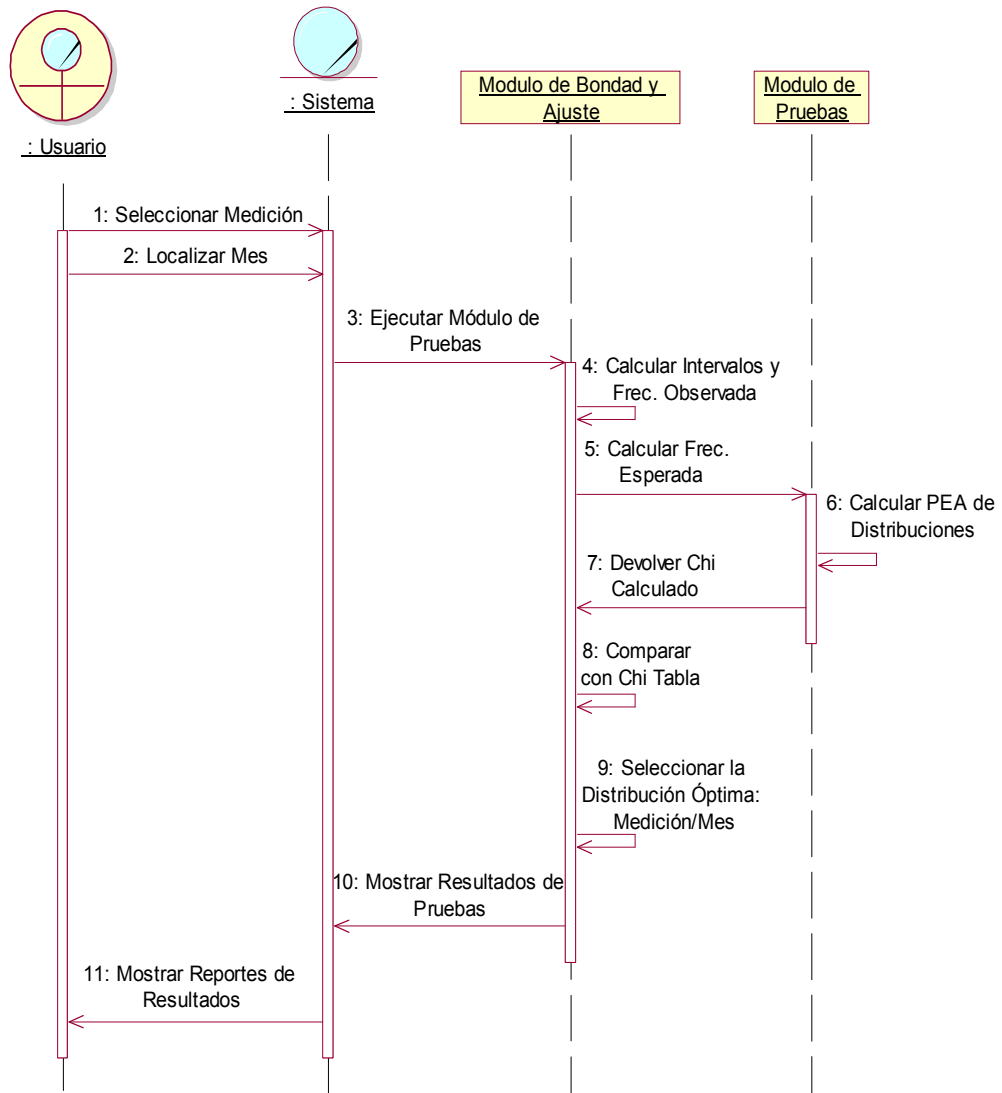 : Usuario
: Sistema
Modulo de Bondad y
Ajuste
Modulo de
Pruebas
1: Seleccionar Medición
2: Localizar Mes
3: Ejecutar Módulo de
Pruebas
4: Calcular Intervalos y
Frec. Observada
5: Calcular Frec.
Esperada
6: Calcular PEA de
Distribuciones
7: Devolver Chi
Calculado
8: Comparar
con Chi Tabla
9: Seleccionar la
Distribución Óptima:
Medición/Mes
10: Mostrar Resultados de
Pruebas
11: Mostrar Reportes de
Resultados